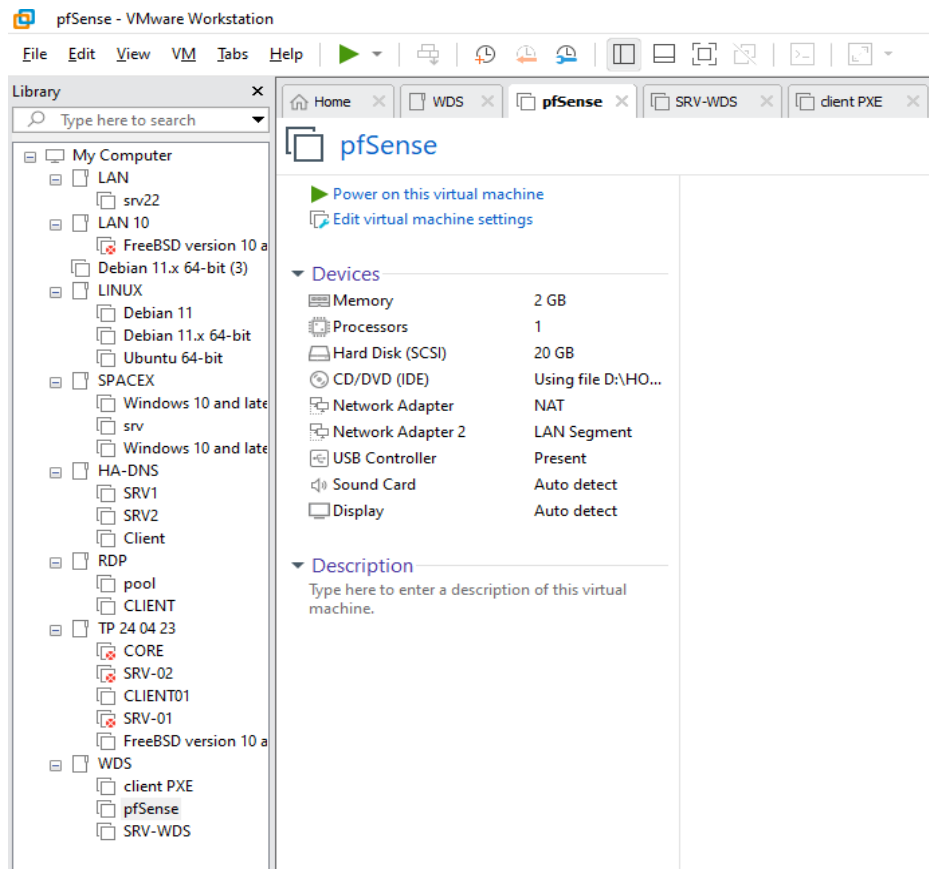 pfSense - VMware Workstation
File Edit View VM Tabs Help
Library
Type here to search
My Computer
LAN
srv22
LAN 10
FreeBSD version 10 a
Debian 11.x 64-bit (3)
LINUX
Debian 11
Debian 11.x 64-bit
Ubuntu 64-bit
SPACEX
Windows 10 and late
srv
Windows 10 and late
HA-DNS
SRV1
SRV2
Client
RDP
pool
CLIENT
TP 24 04 23
CORE
SRV-02
CLIENT01
SRV-01
FreeBSD version 10 a
WDS
client PXE
pfSense
SRV-WDS
Home WDS pfSense SRV-WDS client PXE
pfSense
Power on this virtual machine
Edit virtual machine settings
Devices
Memory 2 GB
Processors 1
Hard Disk (SCSI) 20 GB
CD/DVD (IDE) Using file D:\HO...
Network Adapter NAT
Network Adapter 2 LAN Segment
USB Controller Present
Sound Card Auto detect
Display Auto detect
Description
Type here to enter a description of this virtual
machine.